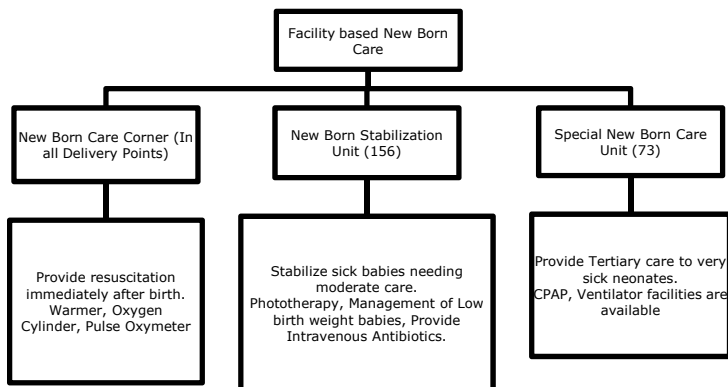 Facility based New Born
Care
New Born Care Corner (In
all Delivery Points)
New Born Stabilization
Unit (156)
Special New Born Care
Unit (73)
Provide resuscitation
immediately after birth.
Warmer, Oxygen
Cylinder, Pulse Oxymeter
Stabilize sick babies needing
moderate care.
Phototherapy, Management of Low
birth weight babies, Provide
Intravenous Antibiotics.
Provide Tertiary care to very
sick neonates.
CPAP, Ventilator facilities are
available